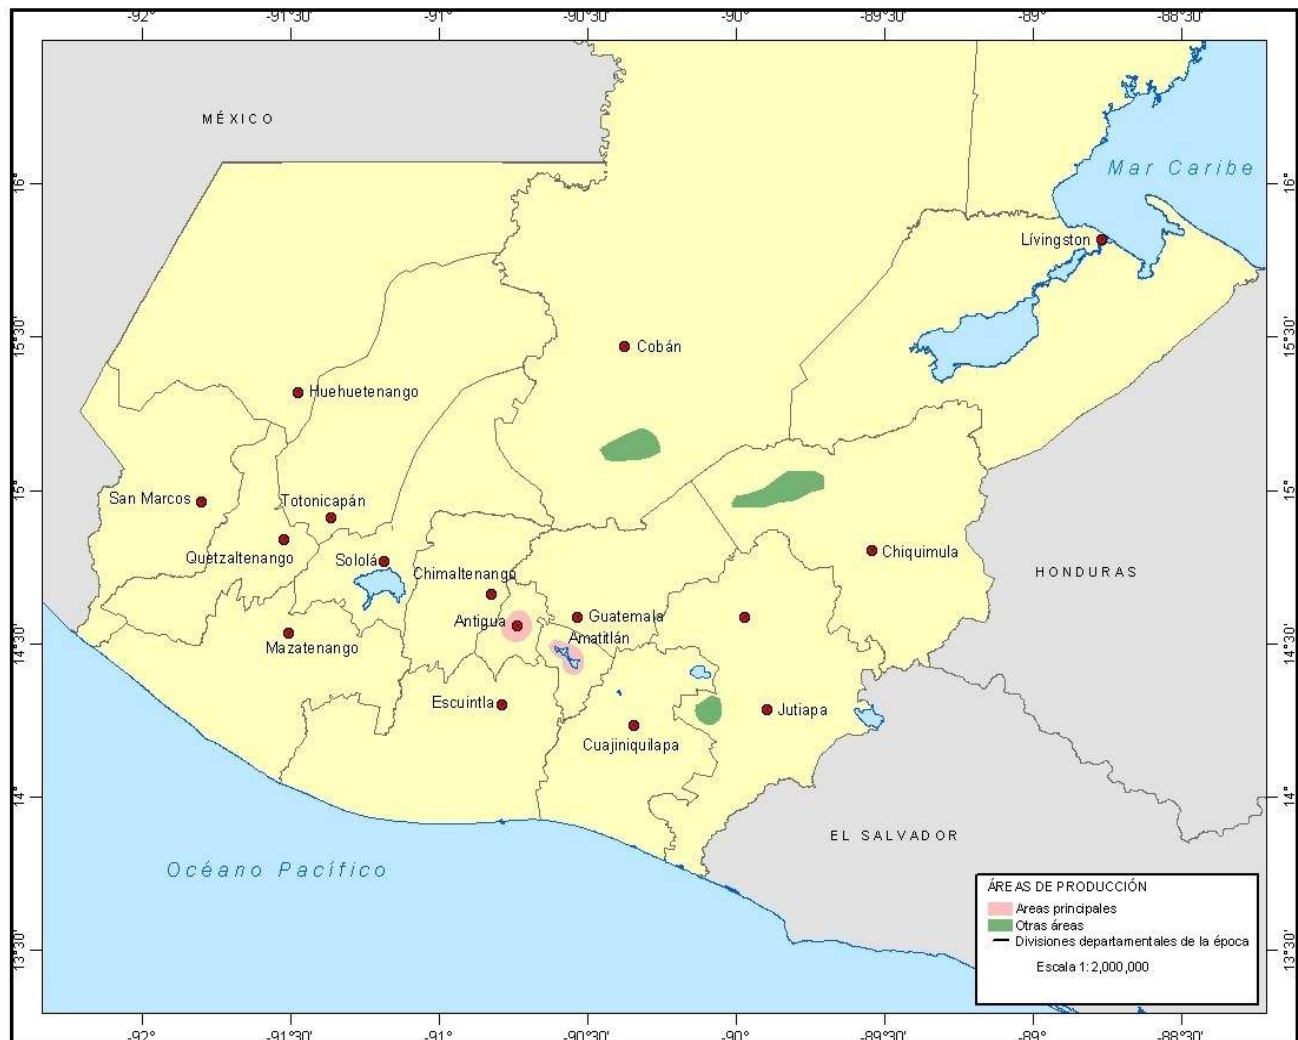 -92°
-91°30'
-91°
-90°30'
-90°
-89°30'
-89°
-88°30'
MÉXICO
Mar Caribe
16°
16°
Lívingston
15°30'
15°30'
Cobán
Huehuetenango
15°
15°
San Marcos
Totonicapán
Quetzaltenango
Sololá
Chiquimula
Chimaltenango
HONDURAS
Antigua
Guatemala
Amatitlán
14°30'
14°30'
Mazatenango
Escuintla
Jutiapa
Cuajiniquilapa
14°
14°
EL SALVADOR
Océano Pacífico
ÁREAS DE PRODUCCIÓN
Areas principales
Otras áreas
Divisiones departamentales de la época
Escala 1:2,000,000
13°30'
13°30'
-92°
-91°30'
-91°
-90°30'
-90°
-89°30'
-89°
-88°30'